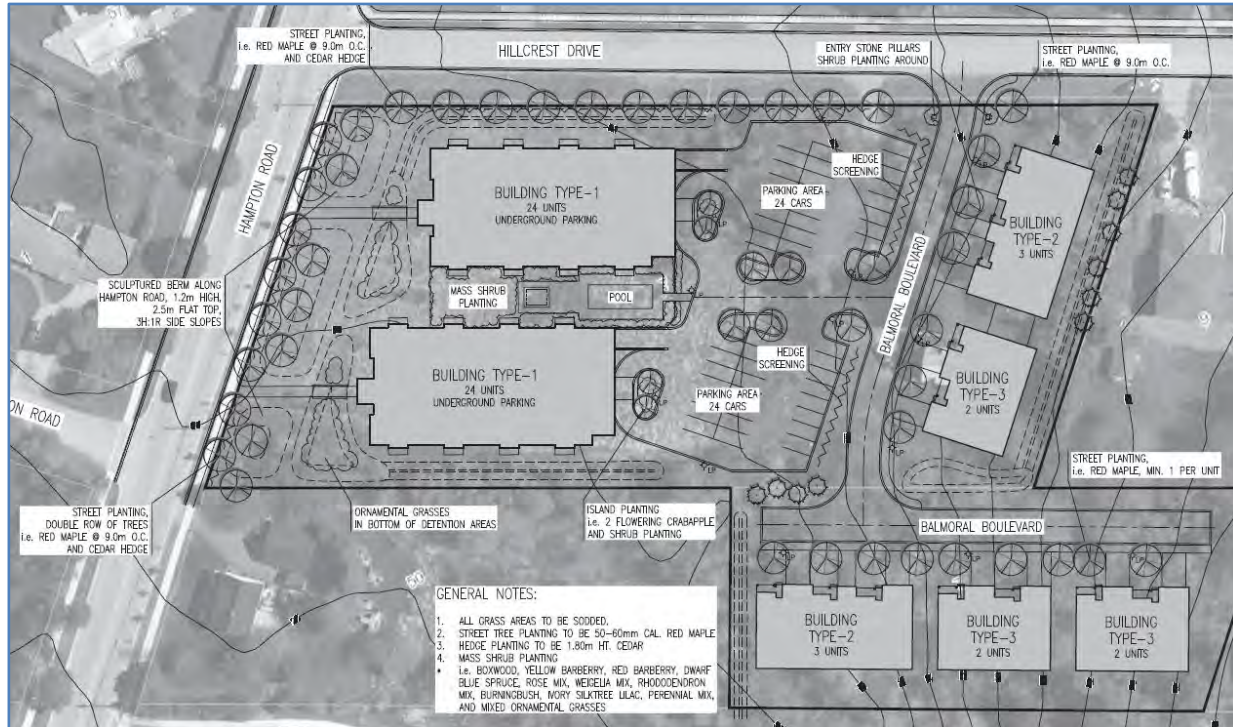 STREET PLANTING,
i.e. RED MAPLE @ 9.0m O.C.
AND CEDAR HEDGE
HILLCREST DRIVE
ENTRY STONE PILLARS
SHRUB PLANTING AROUND
STREET PLANTING,
i.e. RED MAPLE @ 9.0m O.C.
HAMPTON ROAD
BUILDING TYPE-1
24 UNITS
UNDERGROUND PARKING
HEDGE
SCREENING
PARKING AREA
24 CARS
BUILDING
TYPE-2
3 UNITS
SCULPTURED BERM ALONG
HAMPTON ROAD, 1.2m HIGH,
2.5m FLAT TOP,
3H:1R SIDE SLOPES
MASS SHRUB
PLANTING
POOL
BALMORAL BOULEVARD
HEDGE
SCREENING
BUILDING TYPE-1
24 UNITS
UNDERGROUND PARKING
PARKING AREA
24 CARS
BUILDING
TYPE-3
2 UNITS
ON ROAD
STREET PLANTING,
i.e. RED MAPLE, MIN. 1 PER UNIT
STREET PLANTING,
DOUBLE ROW OF TREES
i.e. RED MAPLE @ 9.0m O.C.
AND CEDAR HEDGE
ORNAMENTAL GRASSES
IN BOTTOM OF DETENTION AREAS
ISLAND PLANTING
i.e. 2 FLOWERING CRABAPPLE
AND SHRUB PLANTING
BALMORAL BOULEVARD
50
GENERAL NOTES:
1. ALL GRASS AREAS TO BE SODDED.
2. STREET TREE PLANTING TO BE 50-60mm CAL. RED MAPLE
3. HEDGE PLANTING TO BE 1.80m HT. CEDAR
4. MASS SHRUB PLANTING
• i.e. BOXWOOD, YELLOW BARBERRY, RED BARBERRY, DWARF
BLUE SPRUCE, ROSE MIX, WEIGELIA MIX, RHODODENDRON
MIX, BURNINGBUSH, IVORY SILKTREE LILAC, PERENNIAL MIX,
AND MIXED ORNAMENTAL GRASSES
BUILDING
TYPE-2
3 UNITS
BUILDING
TYPE-3
2 UNITS
BUILDING
TYPE-3
2 UNITS